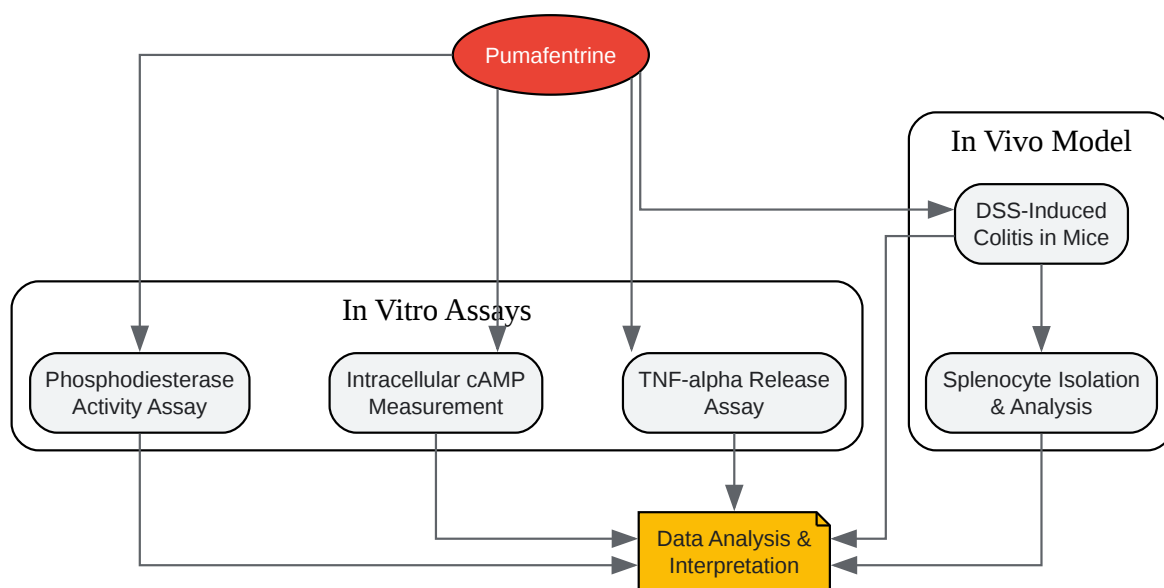 Pumafentrine
In Vivo Model
DSS-Induced
Colitis in Mice
In Vitro Assays
Phosphodiesterase
Activity Assay
Intracellular cAMP
Measurement
TNF-alpha Release
Assay
Splenocyte Isolation
& Analysis
Data Analysis &
Interpretation